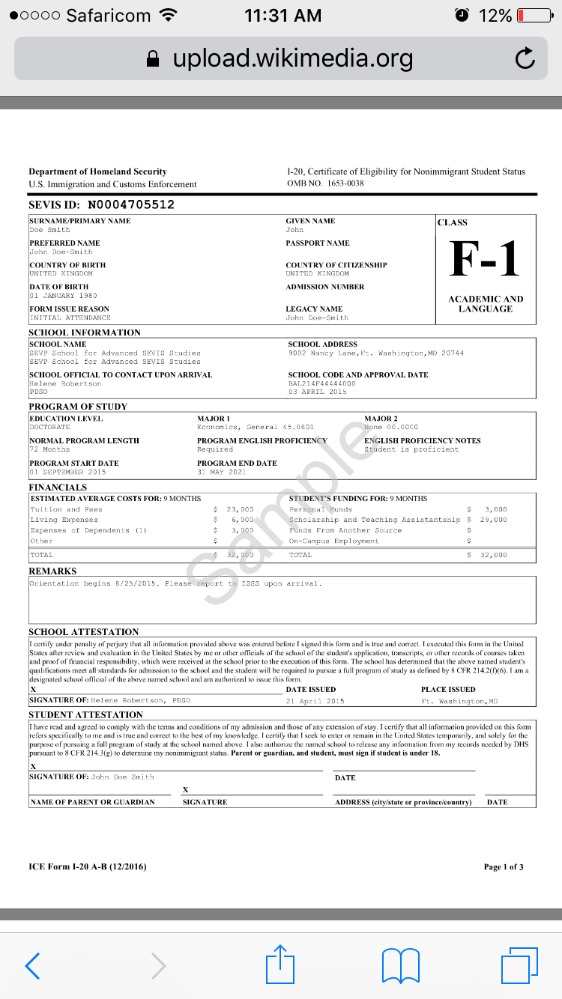 Safaricom 11:31 AM 12%
upload.wikimedia.org
Department of Homeland Security
U.S. Immigration and Customs Enforcement
I-20, Certificate of Eligibility for Nonimmigrant Student Status
OMB NO. 1653-0038
SEVIS ID: N0004705512
SURNAME/PRIMARY NAME
Doe Smith
GIVEN NAME
John
CLASS
PREFERRED NAME
John Doe-Smith
PASSPORT NAME
F-1
COUNTRY OF BIRTH
UNITED KINGDOM
COUNTRY OF CITIZENSHIP
UNITED KINGDOM
DATE OF BIRTH
01 JANUARY 1980
ADMISSION NUMBER
ACADEMIC AND
LANGUAGE
FORM ISSUE REASON
INITIAL ATTENDANCE
LEGACY NAME
John Doe-Smith
SCHOOL INFORMATION
SCHOOL NAME
SEVP School for Advanced SEVIS Studies
SEVP School for Advanced SEVIS Studies
SCHOOL ADDRESS
9002 Nancy Lane,Ft. Washington,MD 20744
SCHOOL OFFICIAL TO CONTACT UPON ARRIVAL
Helene Robertson
PDSO
SCHOOL CODE AND APPROVAL DATE
BAL214F44444000
03 APRIL 2015
PROGRAM OF STUDY
EDUCATION LEVEL
DOCTORATE
MAJOR 1
Economics, General 45.0601
MAJOR 2
None 00.0000
NORMAL PROGRAM LENGTH
72 Months
PROGRAM ENGLISH PROFICIENCY
Required
ENGLISH PROFICIENCY NOTES
Student is proficient
PROGRAM START DATE
01 SEPTEMBER 2015
PROGRAM END DATE
31 MAY 2021
FINANCIALS
ESTIMATED AVERAGE COSTS FOR: 9 MONTHS
Tuition and Fees $ 23,000
Living Expenses $ 6,000
Expenses of Dependents (1) $ 3,000
Other $
TOTAL $ 32,000
STUDENT'S FUNDING FOR: 9 MONTHS
Personal Funds $ 3,000
Scholarship and Teaching Assistantship $ 29,000
Funds From Another Source $
On-Campus Employment $
TOTAL $ 32,000
Sample
REMARKS
Orientation begins 8/25/2015. Please report to ISSS upon arrival.
SCHOOL ATTESTATION
I certify under penalty of perjury that all information provided above was entered before I signed this form and is true and correct. I executed this form in the United
States after review and evaluation in the United States by me or other officials of the school of the student's application, transcripts, or other records of courses taken
and proof of financial responsibility, which were received at the school prior to the execution of this form. The school has determined that the above named student's
qualifications meet all standards for admission to the school and the student will be required to pursue a full program of study as defined by 8 CFR 214.2(f)(6). I am a
designated school official of the above named school and am authorized to issue this form.
X
SIGNATURE OF: Helene Robertson, PDSO
DATE ISSUED
21 April 2015
PLACE ISSUED
Ft. Washington,MD
STUDENT ATTESTATION
I have read and agreed to comply with the terms and conditions of my admission and those of any extension of stay. I certify that all information provided on this form
refers specifically to me and is true and correct to the best of my knowledge. I certify that I seek to enter or remain in the United States temporarily, and solely for the
purpose of pursuing a full program of study at the school named above. I also authorize the named school to release any information from my records needed by DHS
pursuant to 8 CFR 214.3(g) to determine my nonimmigrant status. Parent or guardian, and student, must sign if student is under 18.
X
SIGNATURE OF: John Doe Smith
DATE
X
NAME OF PARENT OR GUARDIAN
SIGNATURE
ADDRESS (city/state or province/country)
DATE
ICE Form I-20 A-B (12/2016)
Page 1 of 3